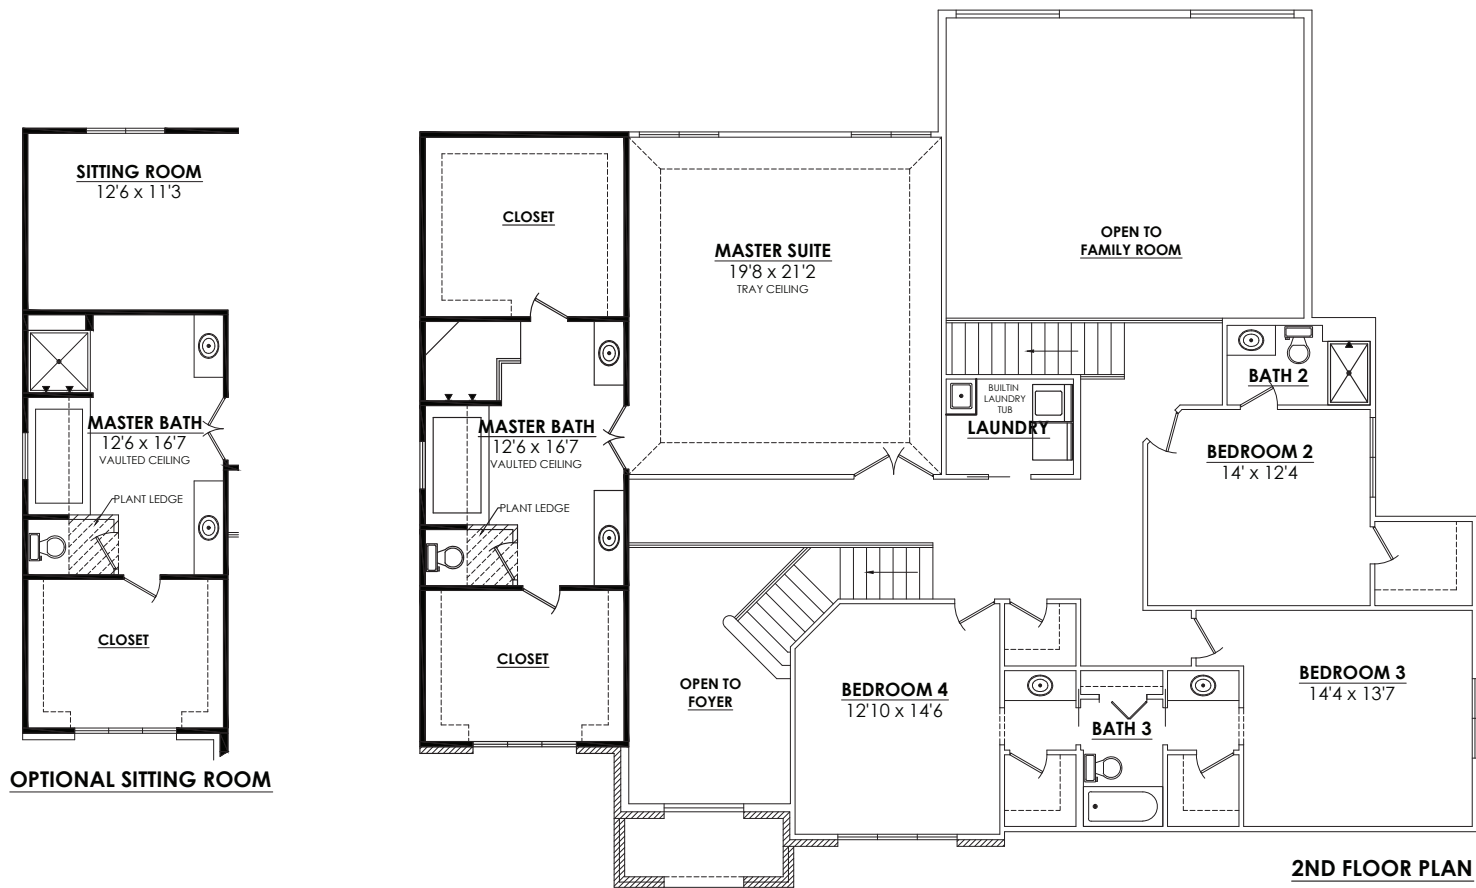 SITTING ROOM
12'6 x 11'3
MASTER BATH
12'6 x 16'7
VAULTED CEILING
PLANT LEDGE
CLOSET
OPTIONAL SITTING ROOM
CLOSET
MASTER SUITE
19'8 x 21'2
TRAY CEILING
OPEN TO
FAMILY ROOM
MASTER BATH
12'6 x 16'7
VAULTED CEILING
PLANT LEDGE
BUILTIN
LAUNDRY
TUB
LAUNDRY
BATH 2
BEDROOM 2
14' x 12'4
CLOSET
OPEN TO
FOYER
BEDROOM 4
12'10 x 14'6
BATH 3
BEDROOM 3
14'4 x 13'7
2ND FLOOR PLAN